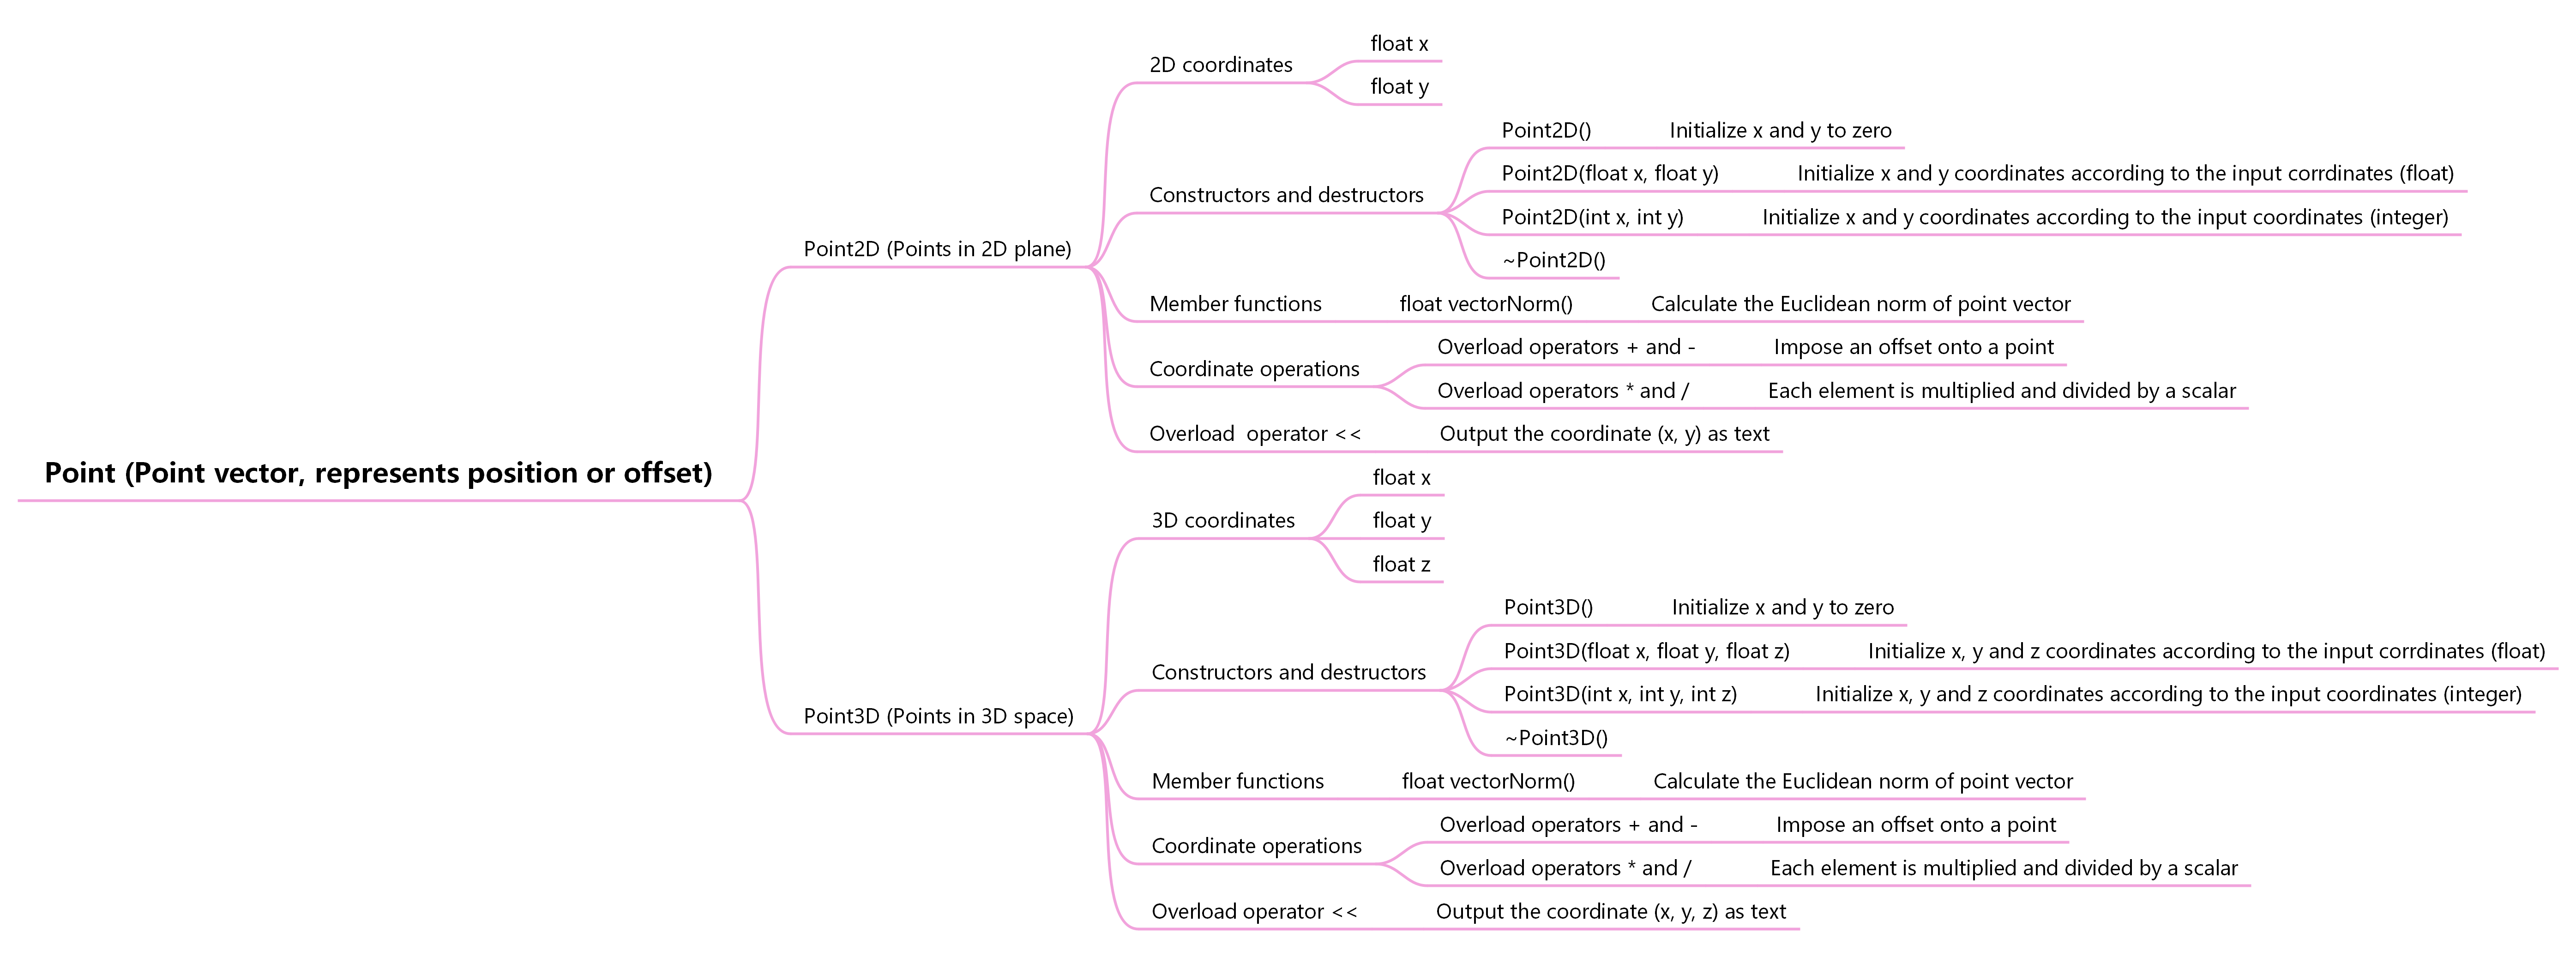 Point (Point vector, represents position or offset)
Point2D (Points in 2D plane)
2D coordinates
float x
float y
Constructors and destructors
Point2D() Initialize x and y to zero
Point2D(float x, float y) Initialize x and y coordinates according to the input corrdinates (float)
Point2D(int x, int y) Initialize x and y coordinates according to the input coordinates (integer)
~Point2D()
Member functions float vectorNorm() Calculate the Euclidean norm of point vector
Coordinate operations
Overload operators + and - Impose an offset onto a point
Overload operators * and / Each element is multiplied and divided by a scalar
Overload  operator << Output the coordinate (x, y) as text
Point3D (Points in 3D space)
3D coordinates
float x
float y
float z
Constructors and destructors
Point3D() Initialize x and y to zero
Point3D(float x, float y, float z) Initialize x, y and z coordinates according to the input corrdinates (float)
Point3D(int x, int y, int z) Initialize x, y and z coordinates according to the input coordinates (integer)
~Point3D()
Member functions float vectorNorm() Calculate the Euclidean norm of point vector
Coordinate operations
Overload operators + and - Impose an offset onto a point
Overload operators * and / Each element is multiplied and divided by a scalar
Overload operator << Output the coordinate (x, y, z) as text